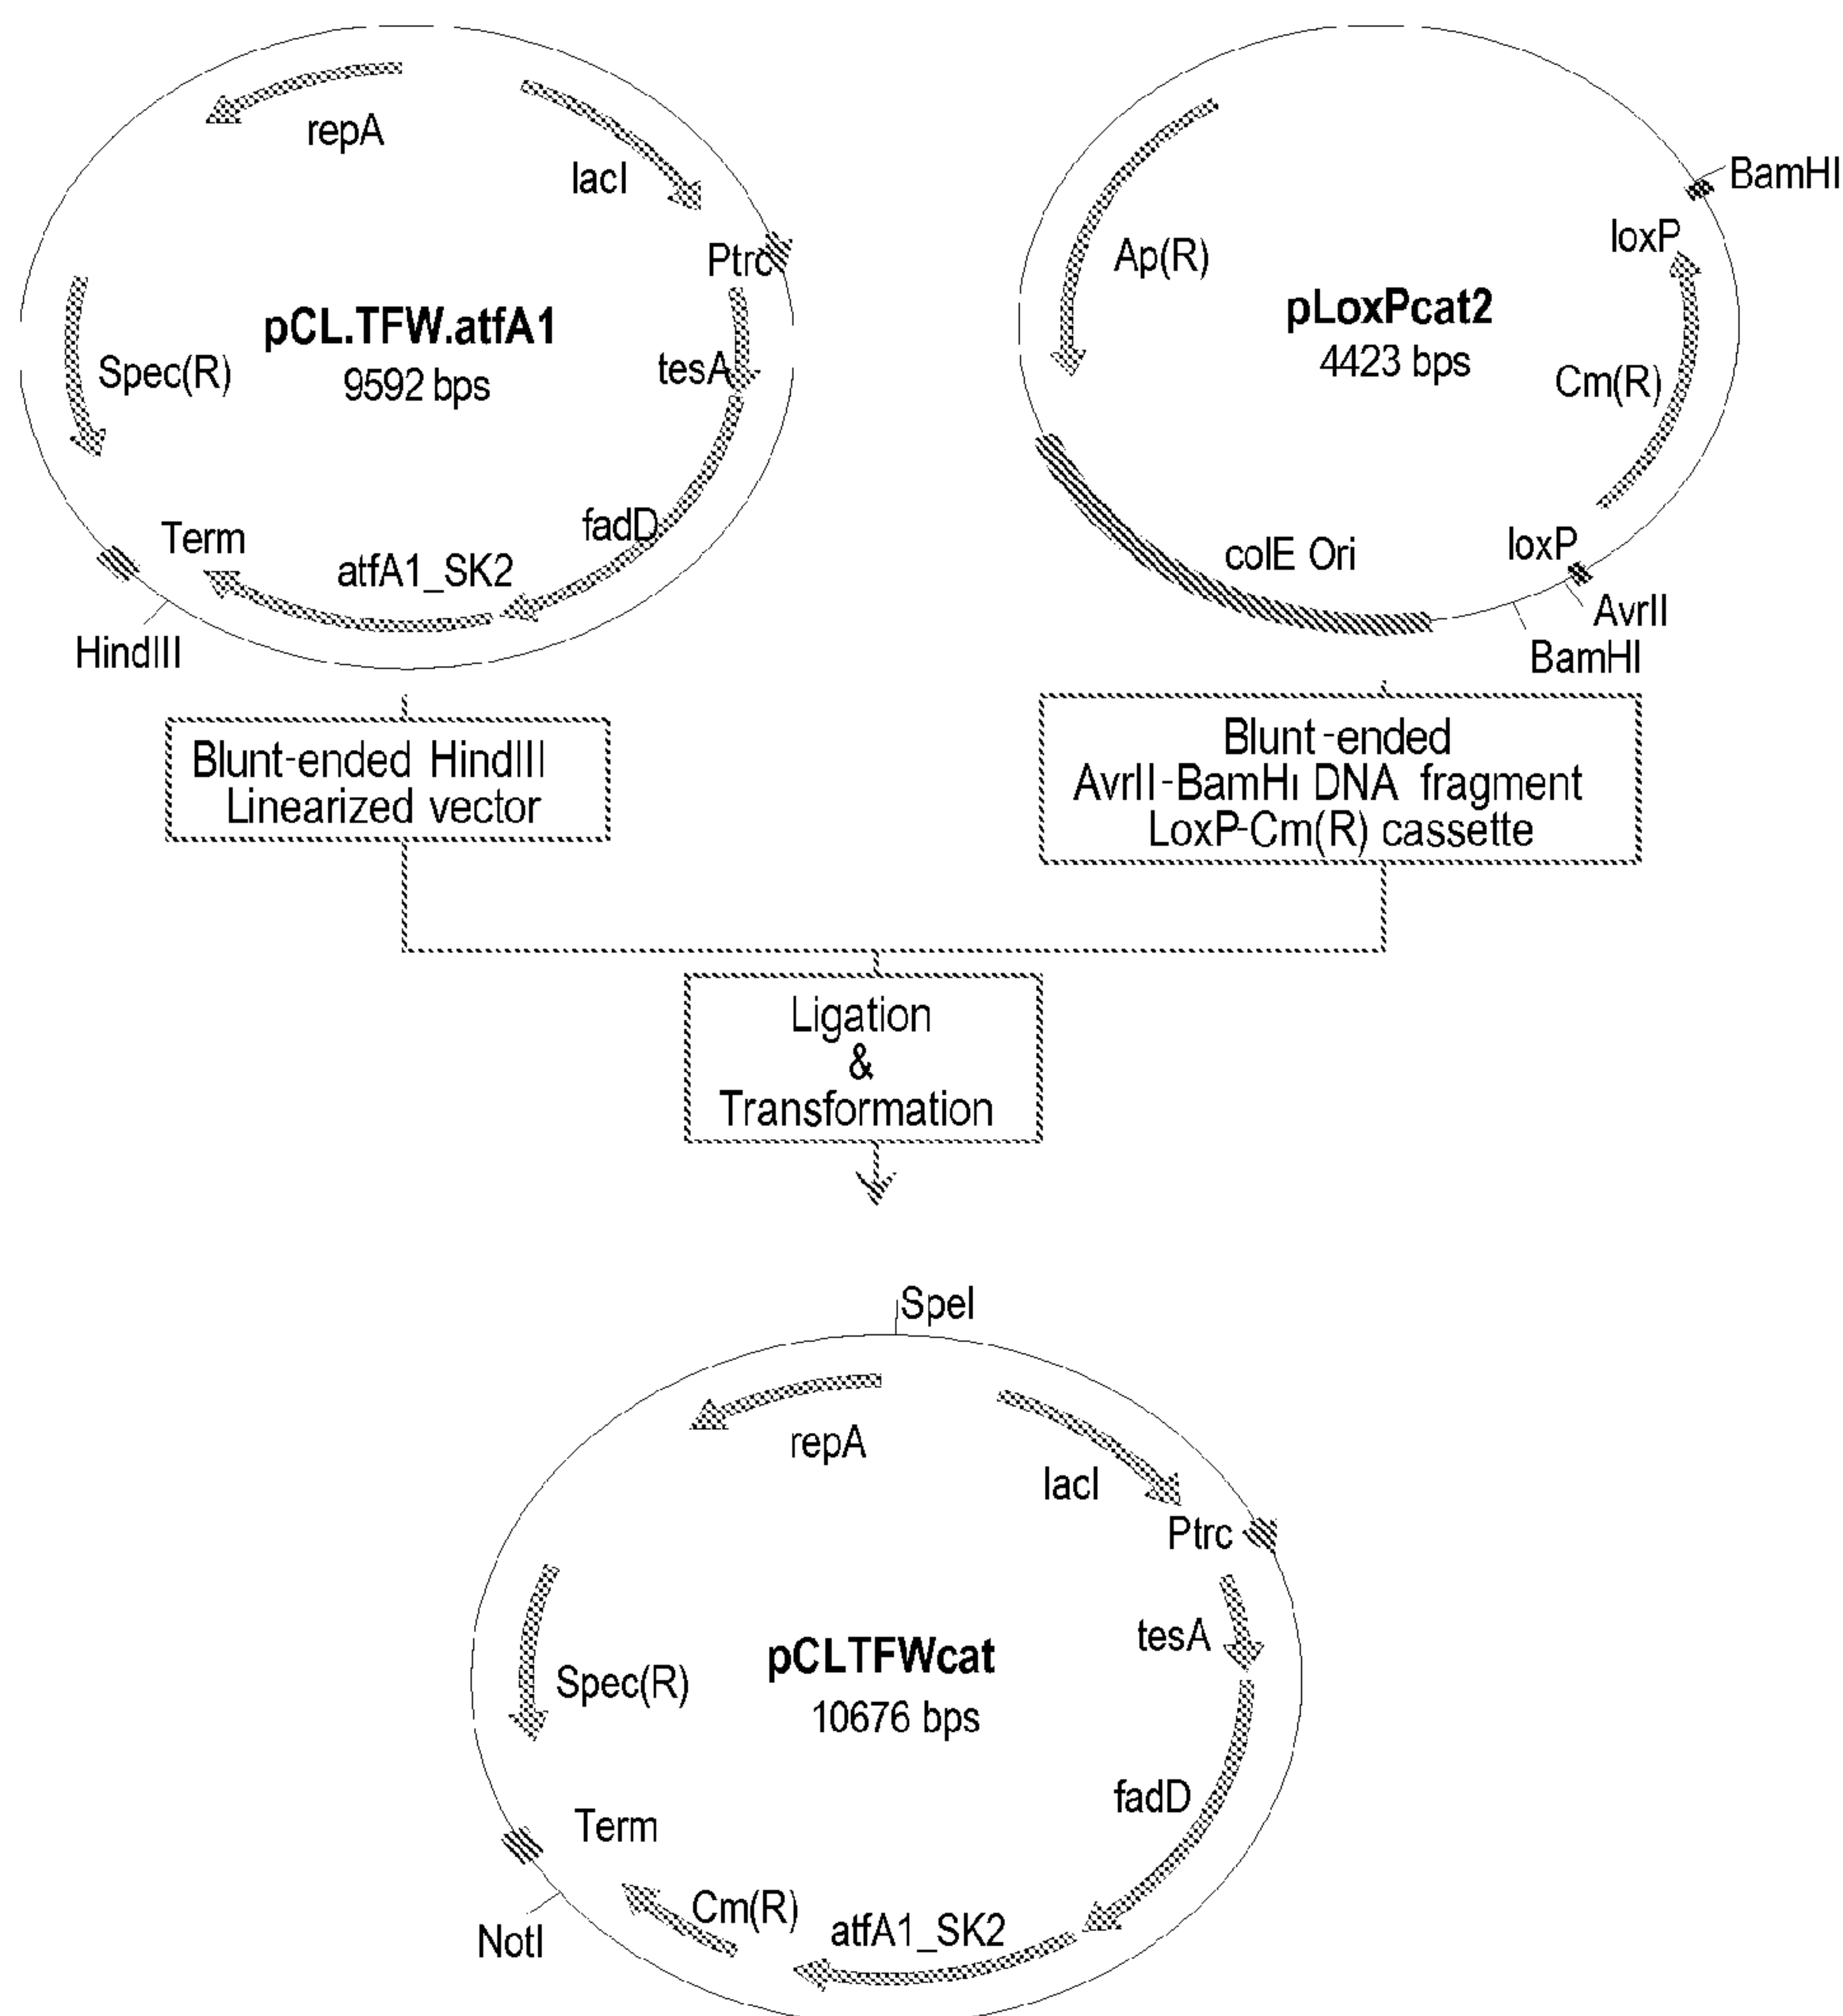 repA
lacI
Ptrc
pCL.TFW.atfA1
9592 bps
tesA
Spec(R)
fadD
Term
atfA1_SK2
HindIII
BamHI
loxP
Ap(R)
pLoxPcat2
4423 bps
Cm(R)
loxP
colE Ori
AvrII
BamHI
Blunt-ended HindIII
Linearized vector
Blunt-ended
AvrII-BamHI DNA fragment
LoxP-Cm(R) cassette
Ligation
&
Transformation
SpeI
repA
lacI
Ptrc
tesA
pCLTFWcat
10676 bps
Spec(R)
fadD
Term
Cm(R)
atfA1_SK2
NotI